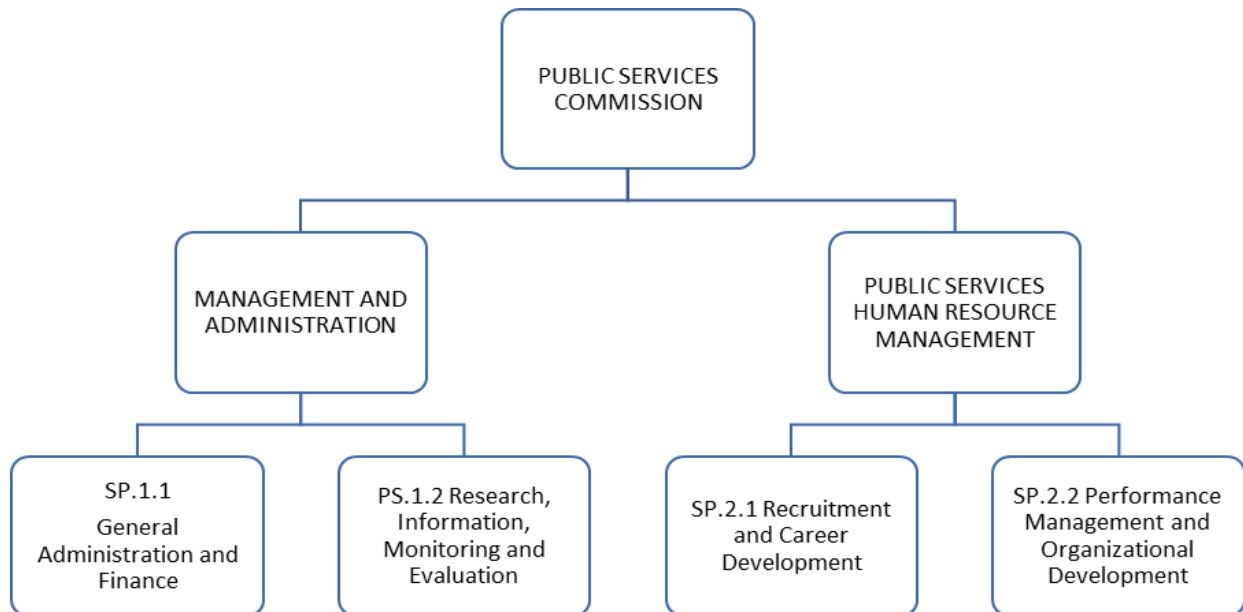 PUBLIC SERVICES
COMMISSION
MANAGEMENT AND
ADMINISTRATION
PUBLIC SERVICES
HUMAN RESOURCE
MANAGEMENT
SP.1.1
General
Administration and
Finance
PS.1.2 Research,
Information,
Monitoring and
Evaluation
SP.2.1 Recruitment
and Career
Development
SP.2.2 Performance
Management and
Organizational
Development